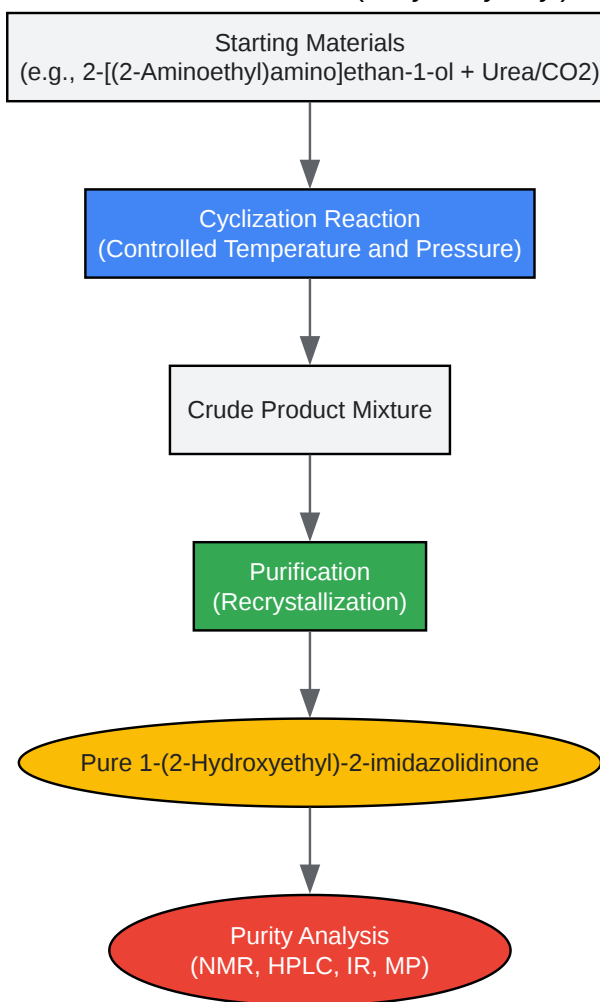 Starting Materials
(e.g., 2-[(2-Aminoethyl)amino]ethan-1-ol + Urea/CO2)
Cyclization Reaction
(Controlled Temperature and Pressure)
Crude Product Mixture
Purification
(Recrystallization)
Pure 1-(2-Hydroxyethyl)-2-imidazolidinone
Purity Analysis
(NMR, HPLC, IR, MP)